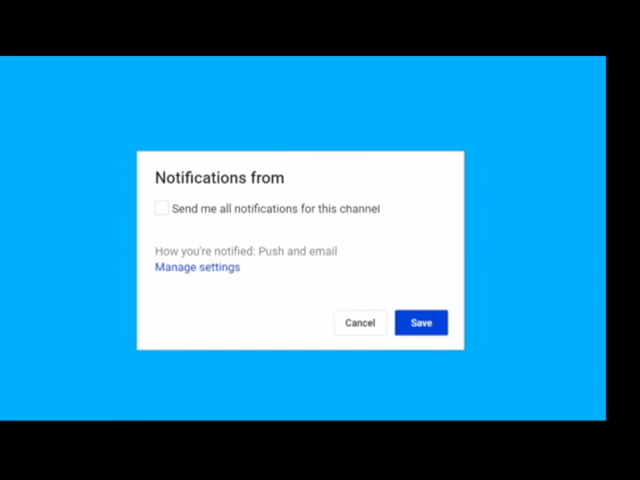 Notifications from
Send me all notifications for this channel
How you're notified: Push and email
Manage settings
Cancel
Save